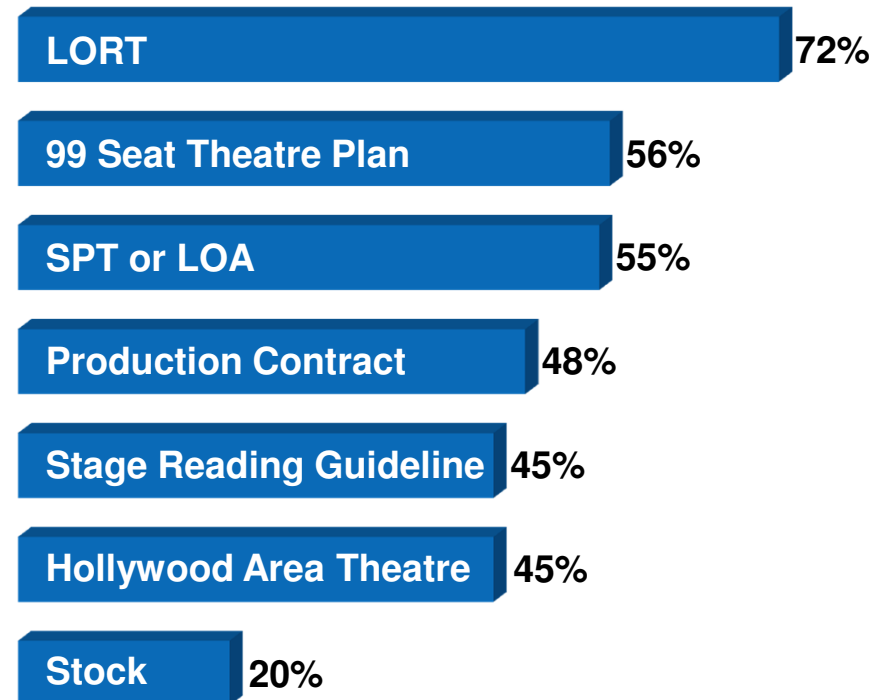 LORT 72%
99 Seat Theatre Plan 56%
SPT or LOA 55%
Production Contract 48%
Stage Reading Guideline 45%
Hollywood Area Theatre 45%
Stock 20%